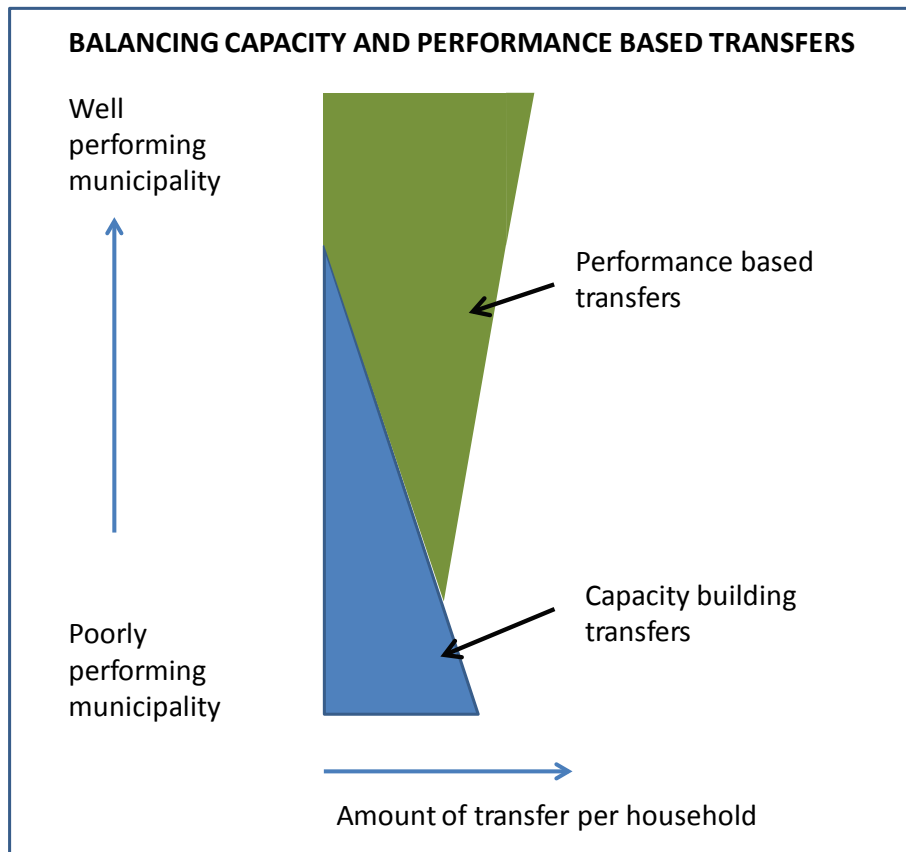 BALANCING CAPACITY AND PERFORMANCE BASED TRANSFERS
Well
performing
municipality
Performance based
transfers
Capacity building
transfers
Poorly
performing
municipality
Amount of transfer per household